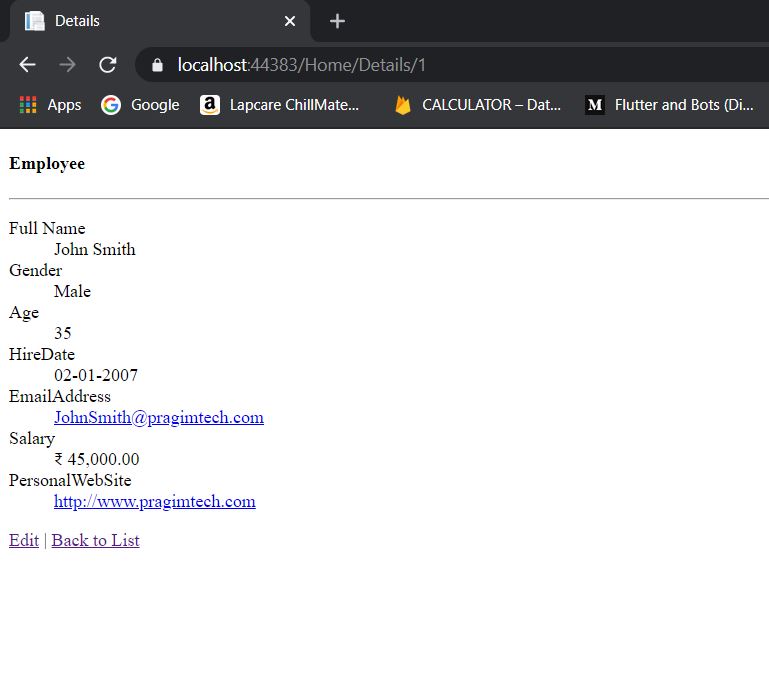 Details
localhost:44383/Home/Details/1
Apps Google Lapcare ChillMate... CALCULATOR – Dat... Flutter and Bots (Di...
Employee
Full Name
John Smith
Gender
Male
Age
35
HireDate
02-01-2007
EmailAddress
JohnSmith@pragimtech.com
Salary
₹ 45,000.00
PersonalWebSite
http://www.pragimtech.com
Edit | Back to List